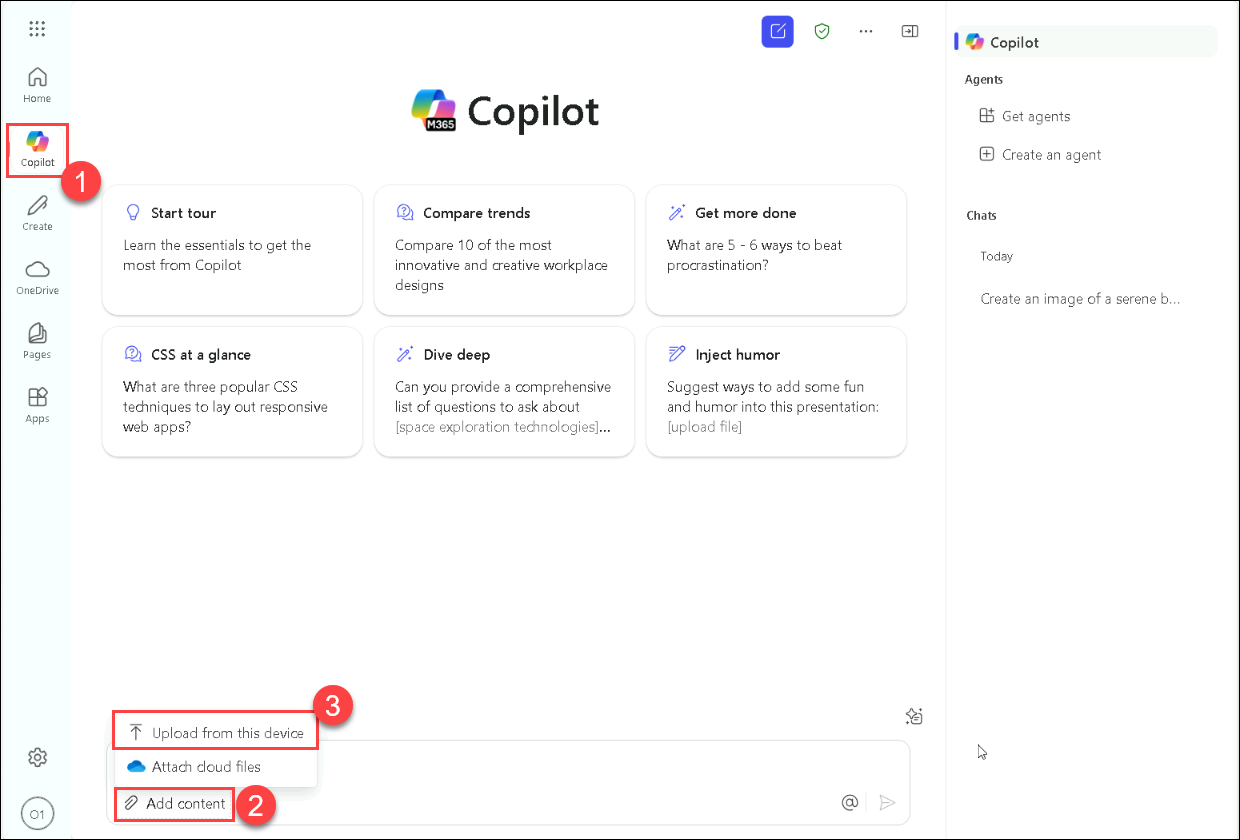 Home
Copilot
1
Create
OneDrive
Pages
Apps
O1
M365 Copilot
Start tour
Learn the essentials to get the
most from Copilot
Compare trends
Compare 10 of the most
innovative and creative workplace
designs
Get more done
What are 5 - 6 ways to beat
procrastination?
CSS at a glance
What are three popular CSS
techniques to lay out responsive
web apps?
Dive deep
Can you provide a comprehensive
list of questions to ask about
[space exploration technologies]...
Inject humor
Suggest ways to add some fun
and humor into this presentation:
[upload file]
3
Upload from this device
Attach cloud files
Add content
2
@
Copilot
Agents
Get agents
Create an agent
Chats
Today
Create an image of a serene b...